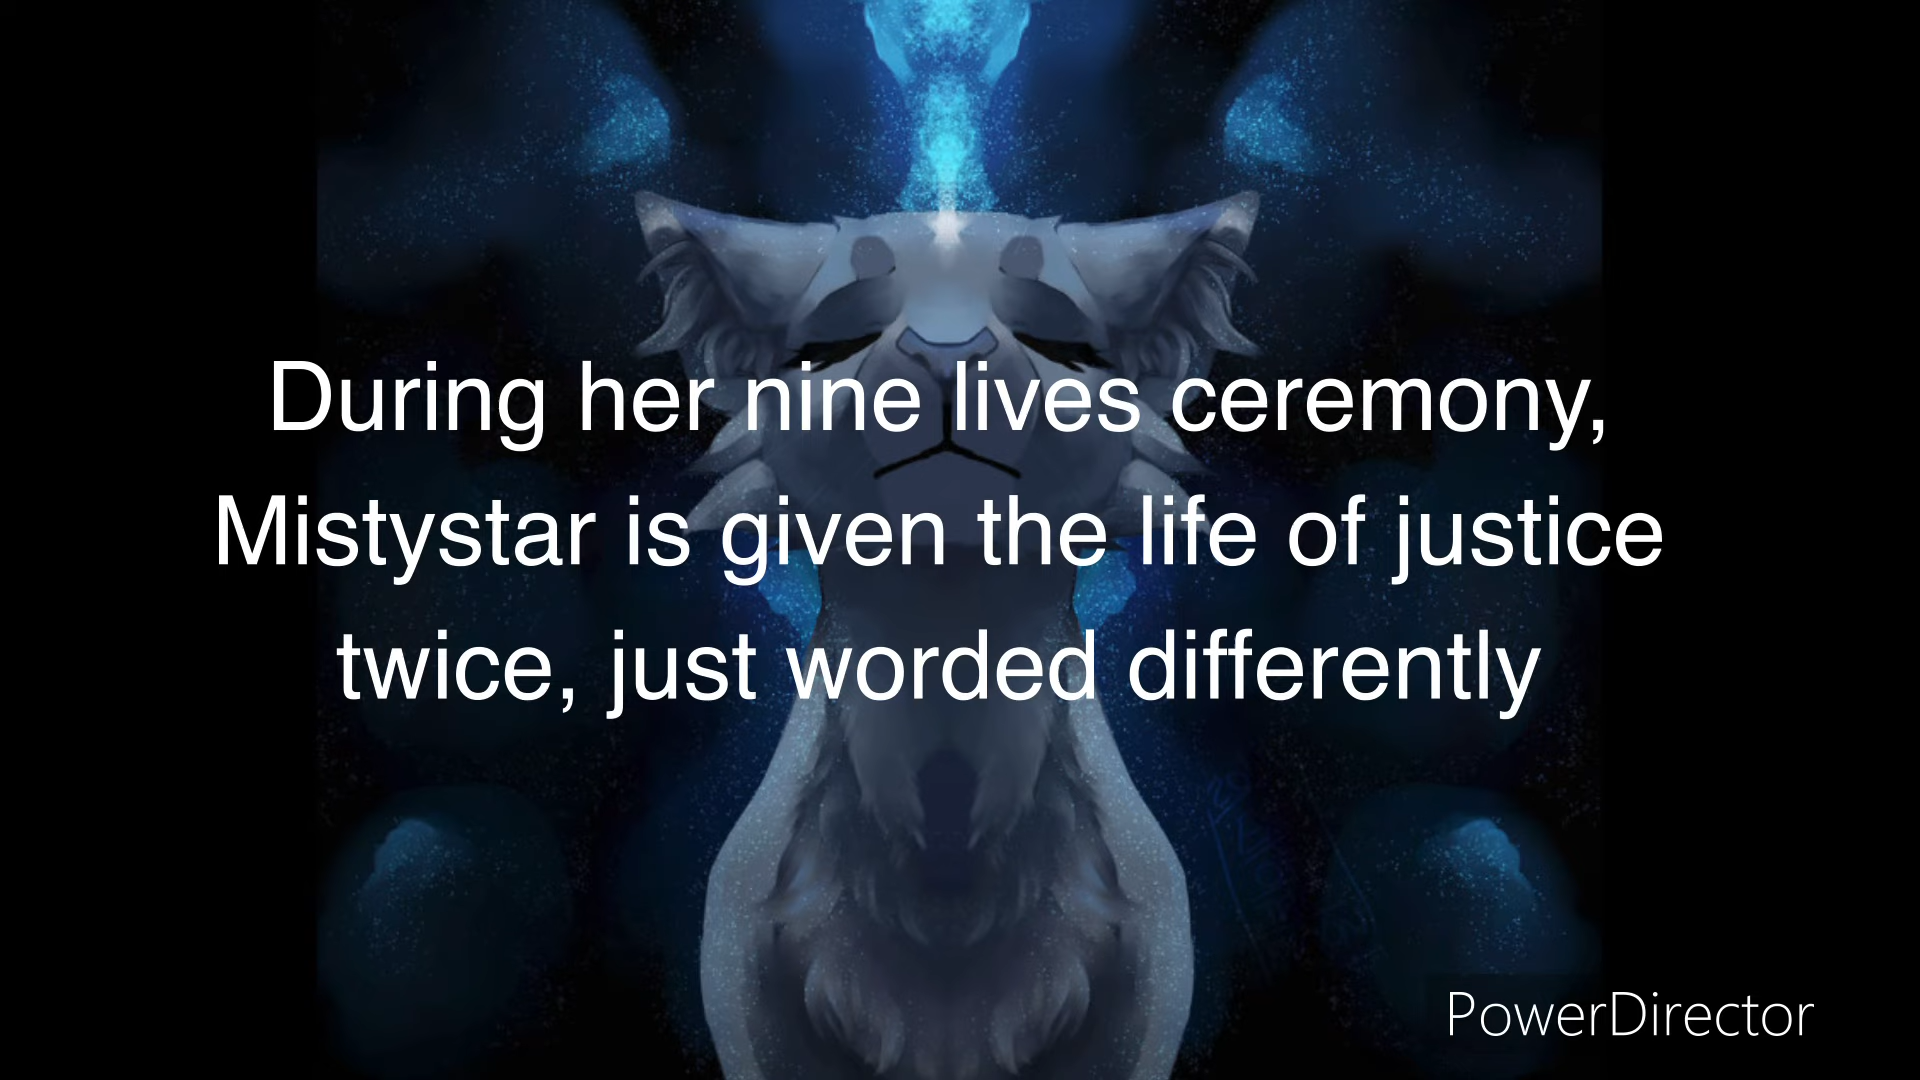 During her nine lives ceremony,
Mistystar is given the life of justice
twice, just worded differently
PowerDirector